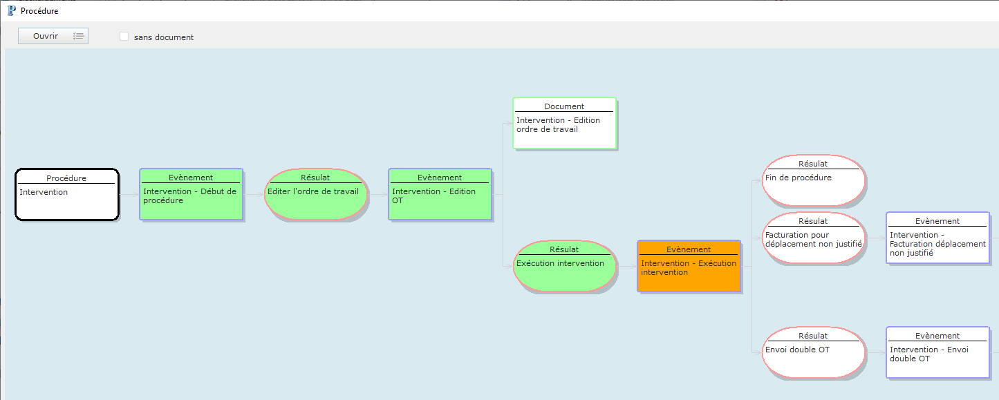 Procédure
Ouvrir
sans document
Document
Intervention - Edition
ordre de travail
Procédure
Intervention
Evènement
Intervention - Début de
procédure
Résulat
Editer l'ordre de travail
Evènement
Intervention - Edition
OT
Résulat
Exécution intervention
Evènement
Intervention - Exécution
intervention
Résulat
Fin de procédure
Résulat
Facturation pour
déplacement non justifié
Evènement
Intervention -
Facturation déplacement
non justifié
Résulat
Envoi double OT
Evènement
Intervention - Envoi
double OT